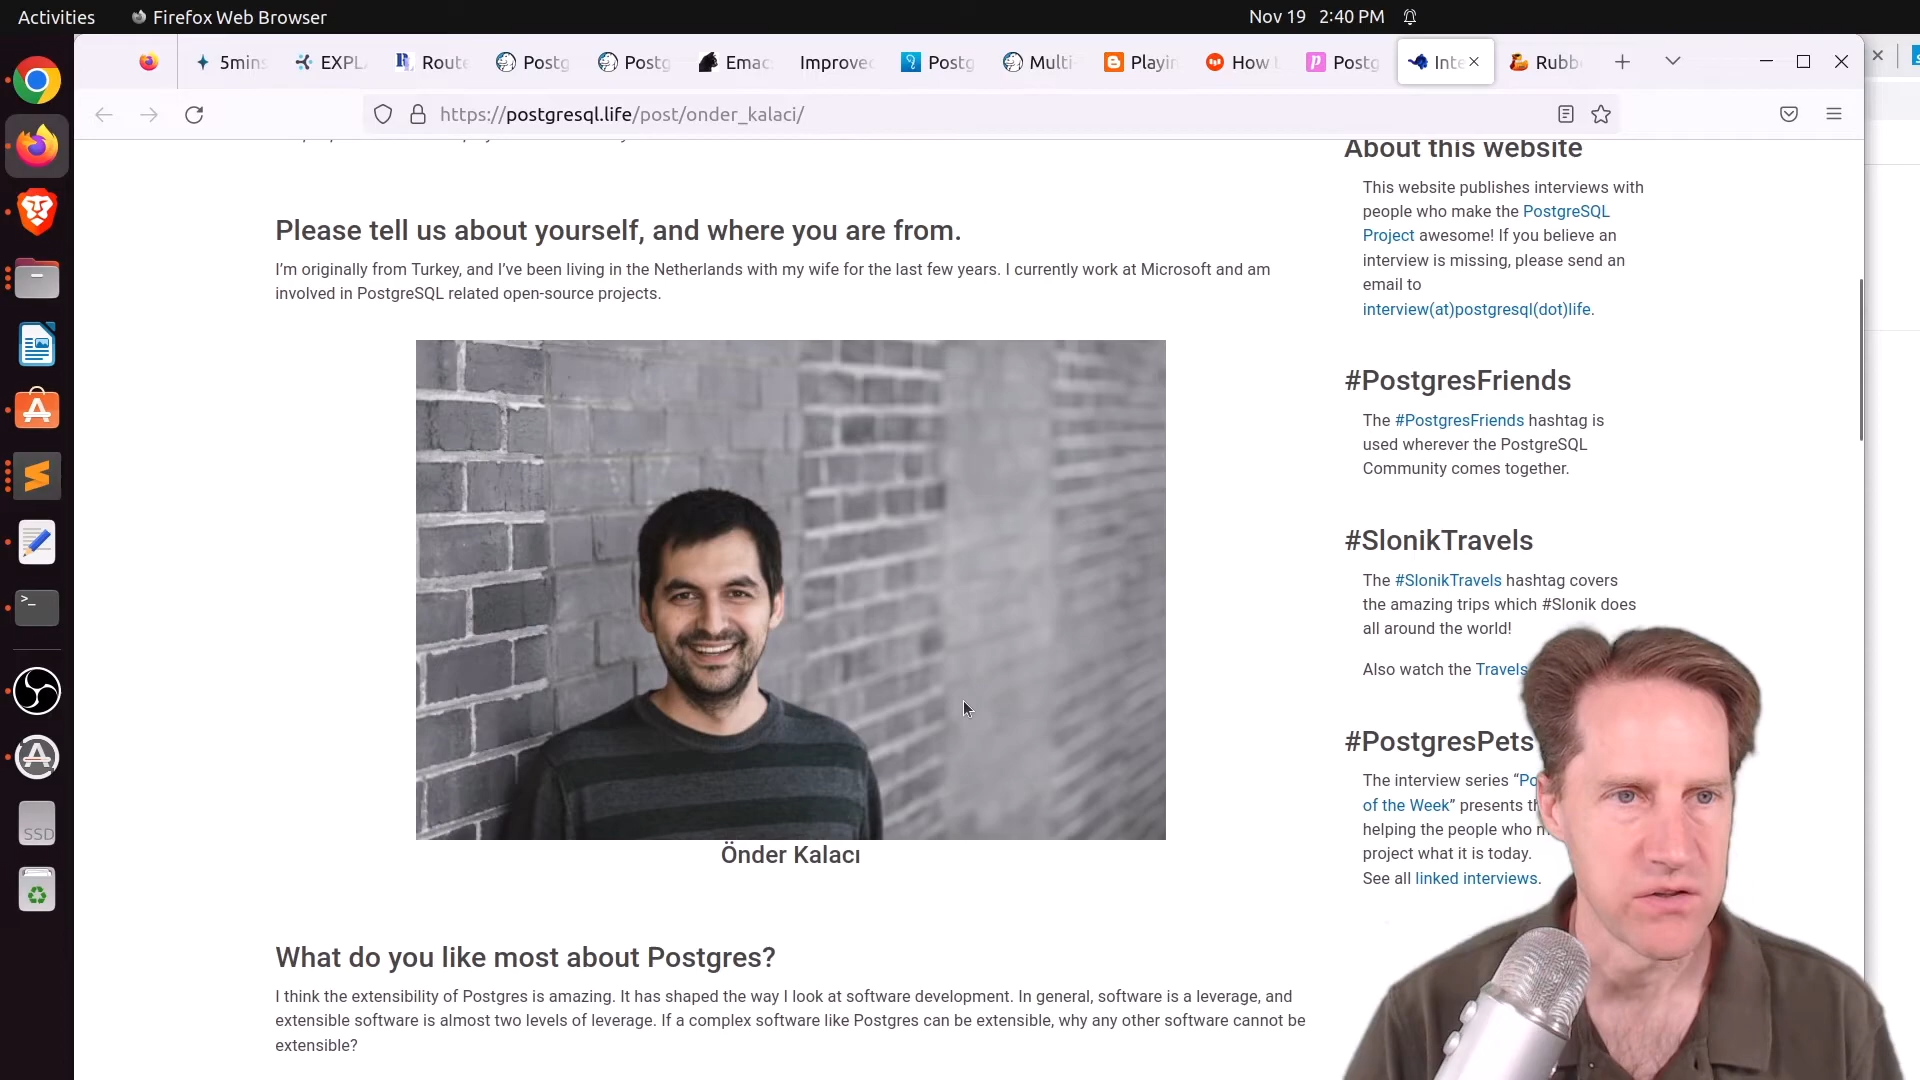 Activities
Firefox Web Browser
Nov 19 2:40 PM
5mins
EXPL
Route
Postg
Postg
Emac
Improve
Postg
Multi-
Playin
How
Postg
Inte
Rubb
https://postgresql.life/post/onder_kalaci/
Please tell us about yourself, and where you are from.
I’m originally from Turkey, and I’ve been living in the Netherlands with my wife for the last few years. I currently work at Microsoft and am
involved in PostgreSQL related open-source projects.
Önder Kalacı
What do you like most about Postgres?
I think the extensibility of Postgres is amazing. It has shaped the way I look at software development. In general, software is a leverage, and
extensible software is almost two levels of leverage. If a complex software like Postgres can be extensible, why any other software cannot be
extensible?
About this website
This website publishes interviews with
people who make the PostgreSQL
Project awesome! If you believe an
interview is missing, please send an
email to
interview(at)postgresql(dot)life.
#PostgresFriends
The #PostgresFriends hashtag is
used wherever the PostgreSQL
Community comes together.
#SlonikTravels
The #SlonikTravels hashtag covers
the amazing trips which #Slonik does
all around the world!
Also watch the Travels
#PostgresPets
The interview series “Po
of the Week” presents th
helping the people who m
project what it is today.
See all linked interviews.
SSD